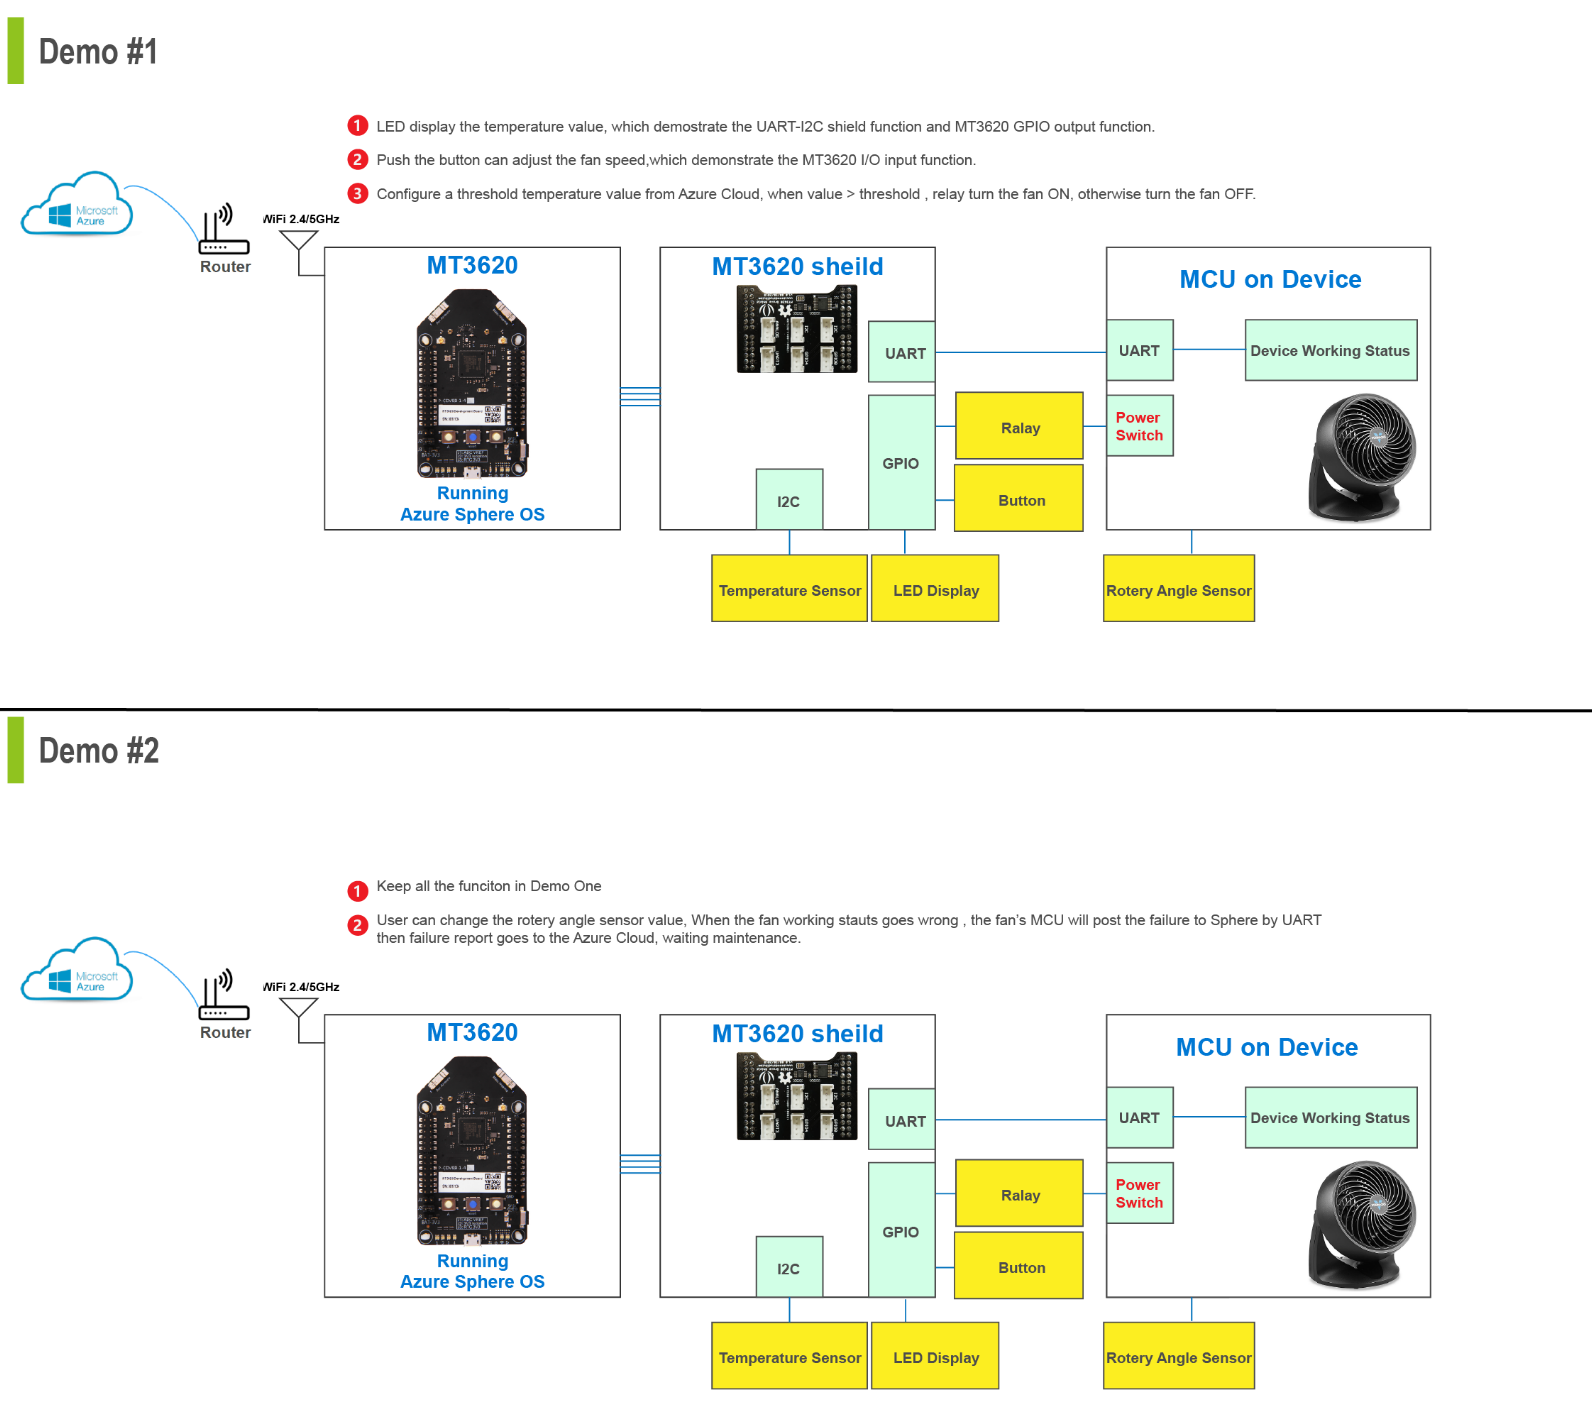 Demo #1
1 LED display the temperature value, which demostrate the UART-I2C shield function and MT3620 GPIO output function.
2 Push the button can adjust the fan speed,which demonstrate the MT3620 I/O input function.
3 Configure a threshold temperature value from Azure Cloud, when value > threshold , relay turn the fan ON, otherwise turn the fan OFF.
Microsoft
Azure
Router
WiFi 2.4/5GHz
MT3620
Running
Azure Sphere OS
MT3620 sheild
UART
GPIO
I2C
Ralay
Button
Temperature Sensor
LED Display
MCU on Device
UART
Device Working Status
Power
Switch
Rotery Angle Sensor
Demo #2
1 Keep all the funciton in Demo One
2 User can change the rotery angle sensor value, When the fan working stauts goes wrong , the fan's MCU will post the failure to Sphere by UART
then failure report goes to the Azure Cloud, waiting maintenance.
Microsoft
Azure
Router
WiFi 2.4/5GHz
MT3620
Running
Azure Sphere OS
MT3620 sheild
UART
GPIO
I2C
Ralay
Button
Temperature Sensor
LED Display
MCU on Device
UART
Device Working Status
Power
Switch
Rotery Angle Sensor